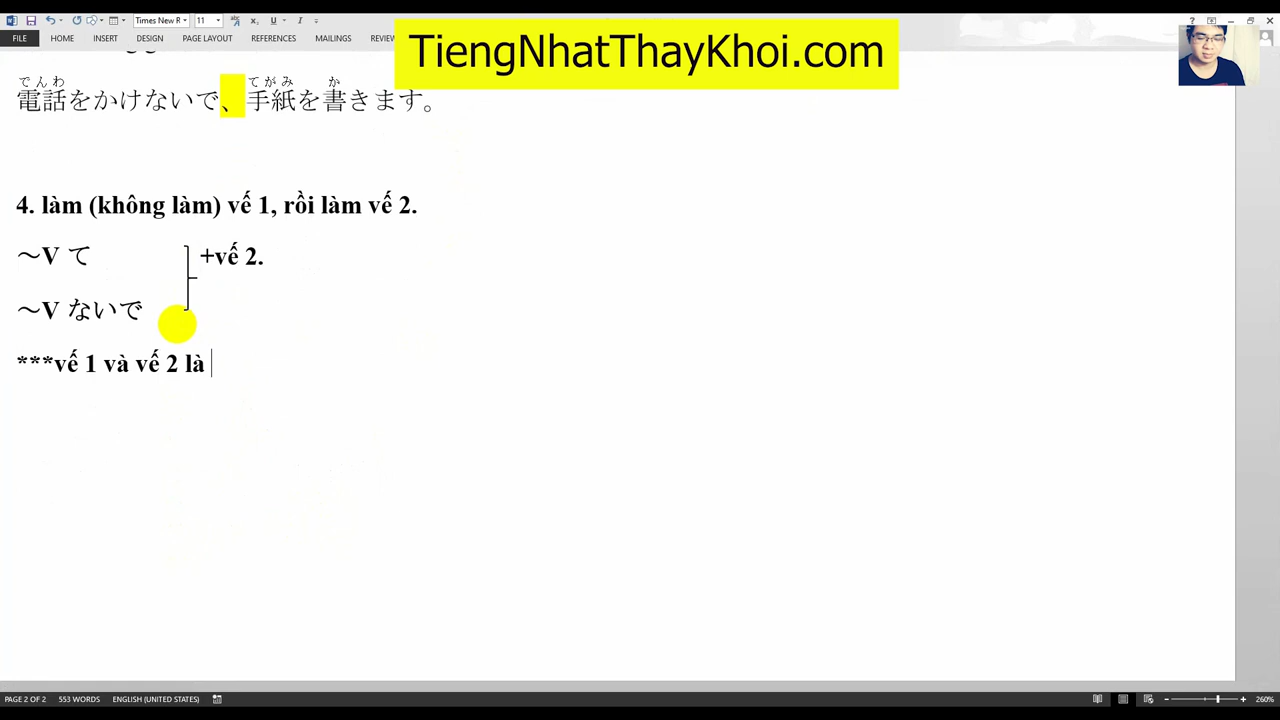 Times New R
11
FILE HOME INSERT DESIGN PAGE LAYOUT REFERENCES MAILINGS REVIE
TiengNhatThayKhoi.com
でんわ てがみ か
電話をかけないで、手紙を書きます。
4. làm (không làm) vế 1, rồi làm vế 2.
～V て +vế 2.
～V ないで
***vế 1 và vế 2 là
PAGE 2 OF 2 553 WORDS ENGLISH (UNITED STATES) 260%